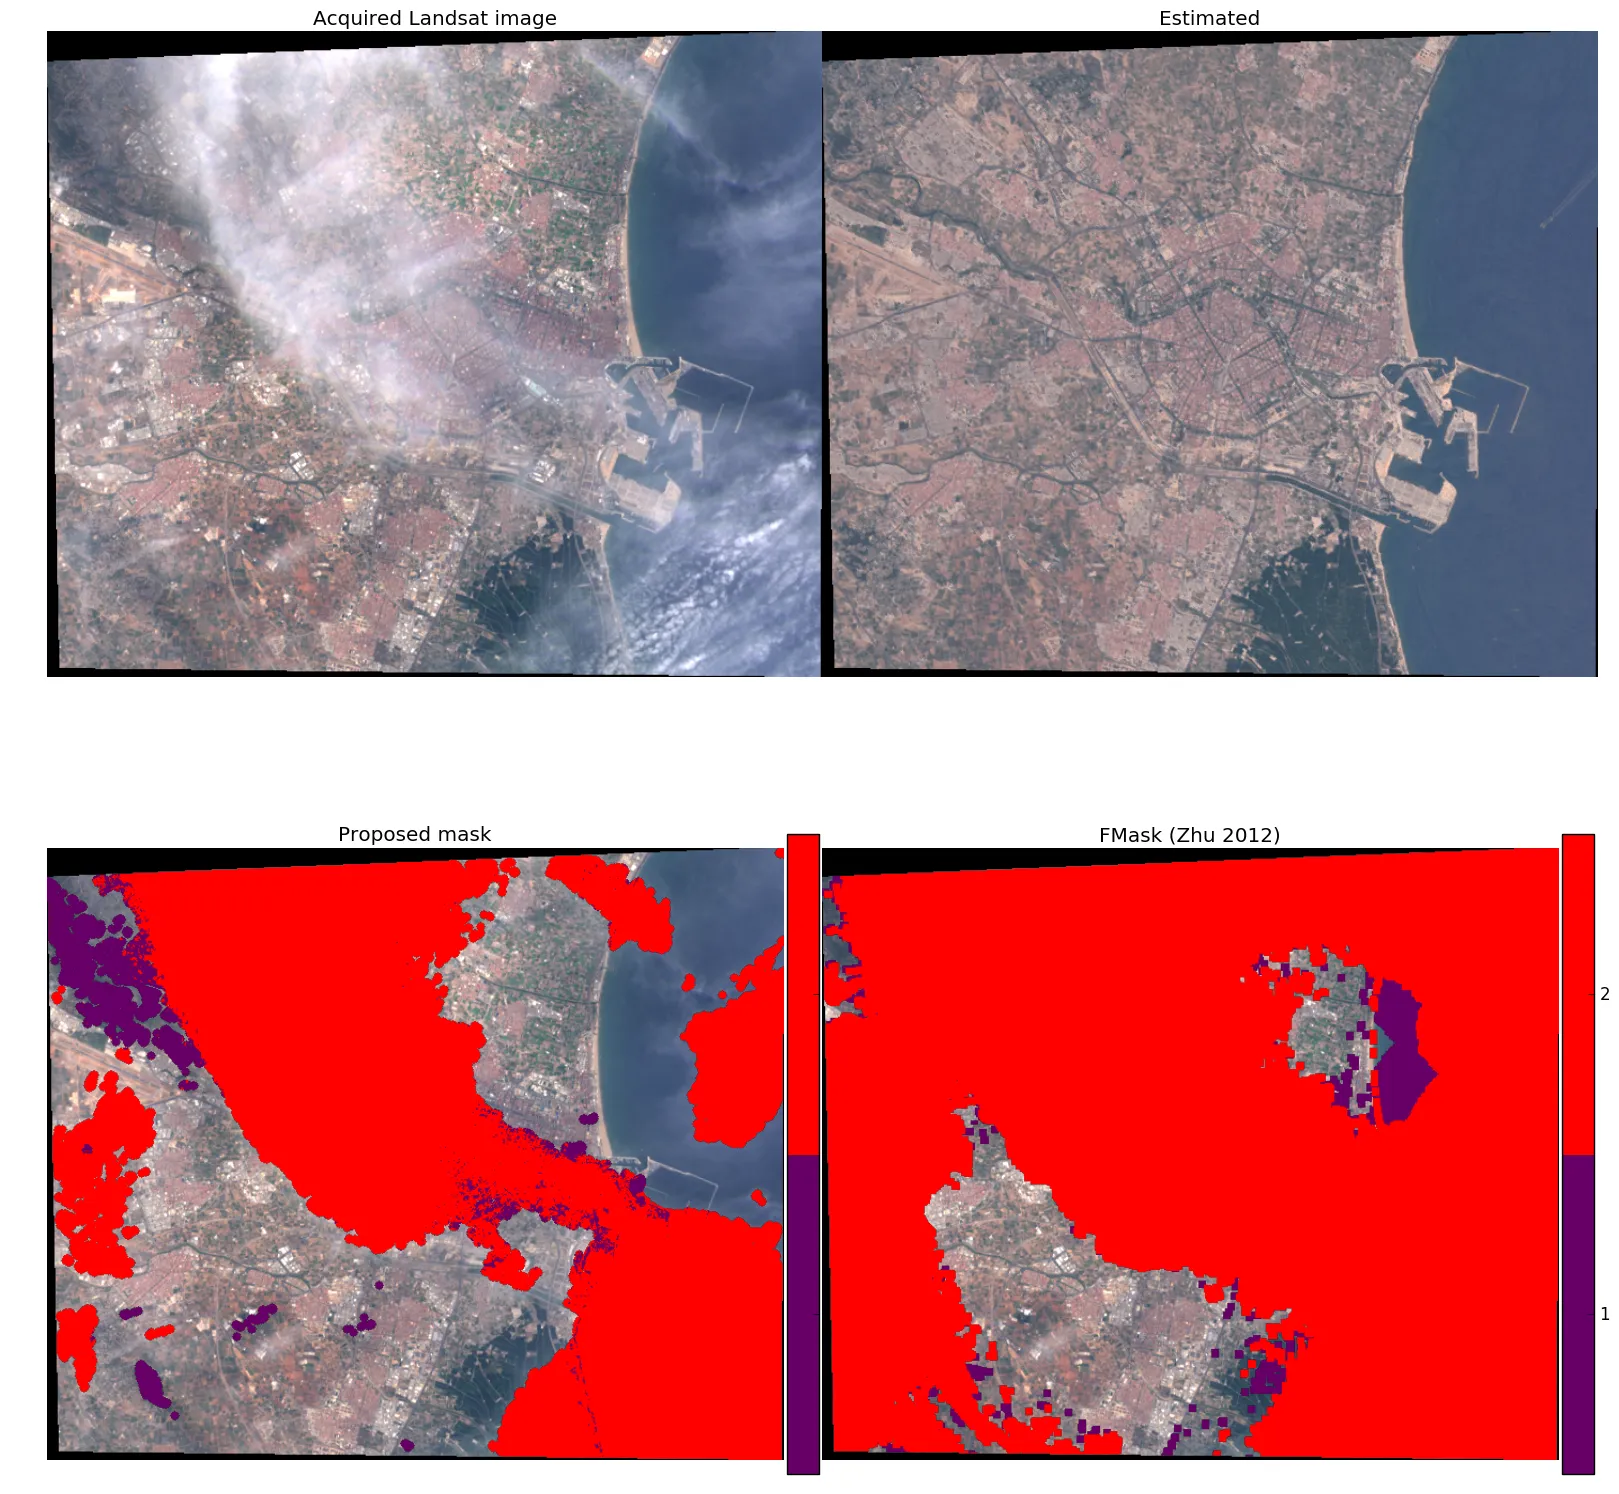 Acquired Landsat image
Estimated
Proposed mask
FMask (Zhu 2012)
2
1